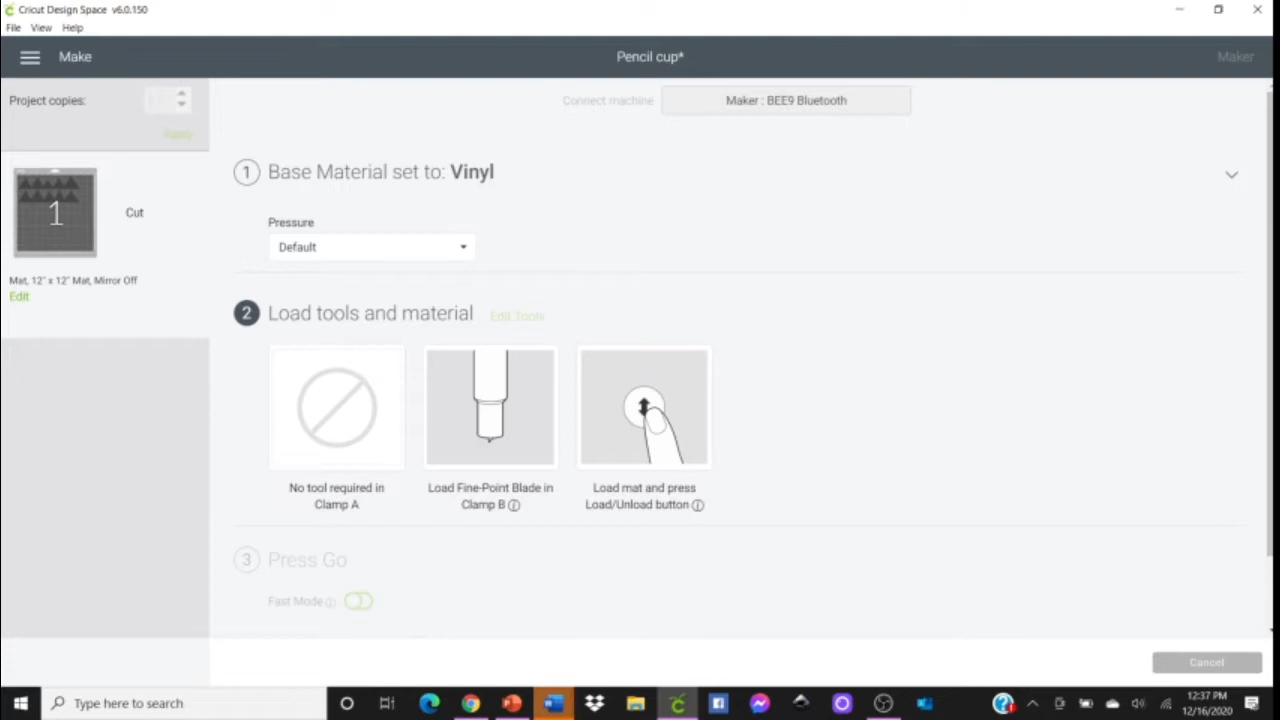 Cricut Design Space v6.0.150
File View Help
Make
Pencil cup*
Maker
Project copies:
Apply
Connect machine
Maker : BEE9 Bluetooth
1 Base Material set to: Vinyl
Pressure
Default
1
Cut
Mat, 12" x 12" Mat, Mirror Off
Edit
2 Load tools and material Edit Tools
No tool required in
Clamp A
Load Fine-Point Blade in
Clamp B
Load mat and press
Load/Unload button
3 Press Go
Fast Mode
Cancel
Type here to search
12:37 PM
12/16/2020